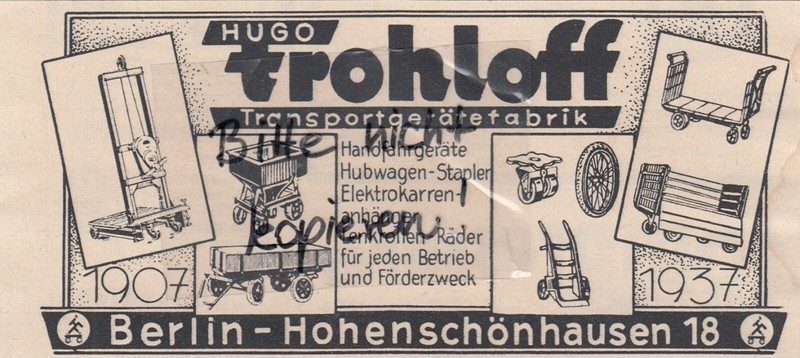 HUGO
trohloff
Transportgerätefabrik
Bitte nicht
kopieren!
Handfahrgeräte
Hubwagen-Stapler
Elektrokarren-
anhänger
Lenkrollen-Räder
für jeden Betrieb
und Förderzweck
1907
1937
Berlin-Hohenschönhausen 18